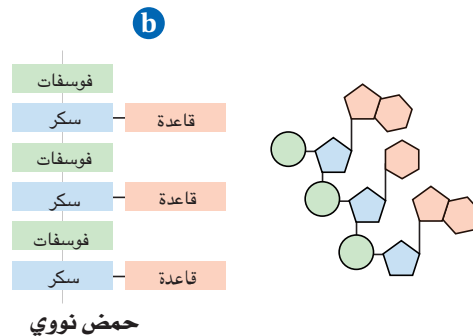 b
فوسفات
سكر
قاعدة
فوسفات
سكر
قاعدة
فوسفات
سكر
قاعدة
حمض نووي